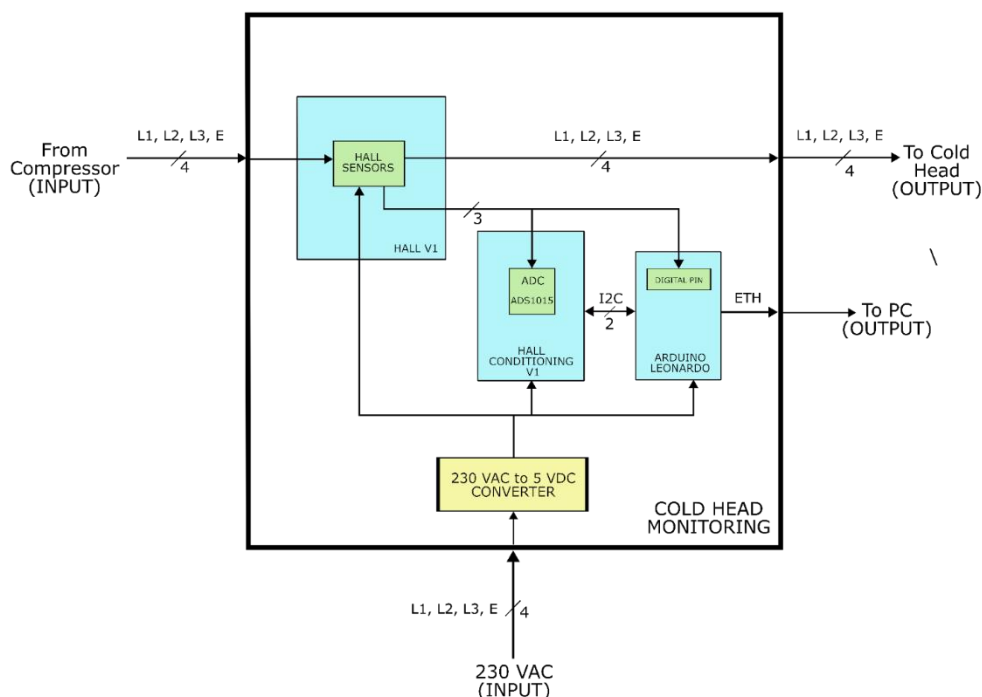 From
Compressor
(INPUT)
L1, L2, L3, E
4
HALL
SENSORS
HALL V1
L1, L2, L3, E
4
L1, L2, L3, E
4
To Cold
Head
(OUTPUT)
3
ADC
ADS1015
HALL
CONDITIONING
V1
I2C
2
DIGITAL PIN
ARDUINO
LEONARDO
ETH
To PC
(OUTPUT)
\
230 VAC to 5 VDC
CONVERTER
COLD HEAD
MONITORING
L1, L2, L3, E
4
230 VAC
(INPUT)